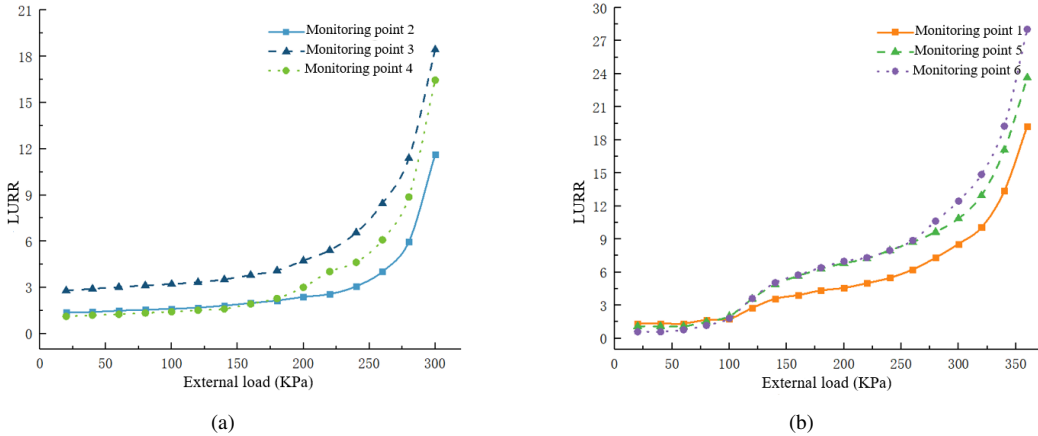 21
18
15
12
9
6
3
0
LURR
Monitoring point 2
Monitoring point 3
Monitoring point 4
0 50 100 150 200 250 300
External load (KPa)
(a)
30
27
24
21
18
15
12
9
6
3
0
LURR
Monitoring point 1
Monitoring point 5
Monitoring point 6
0 50 100 150 200 250 300 350
External load (KPa)
(b)